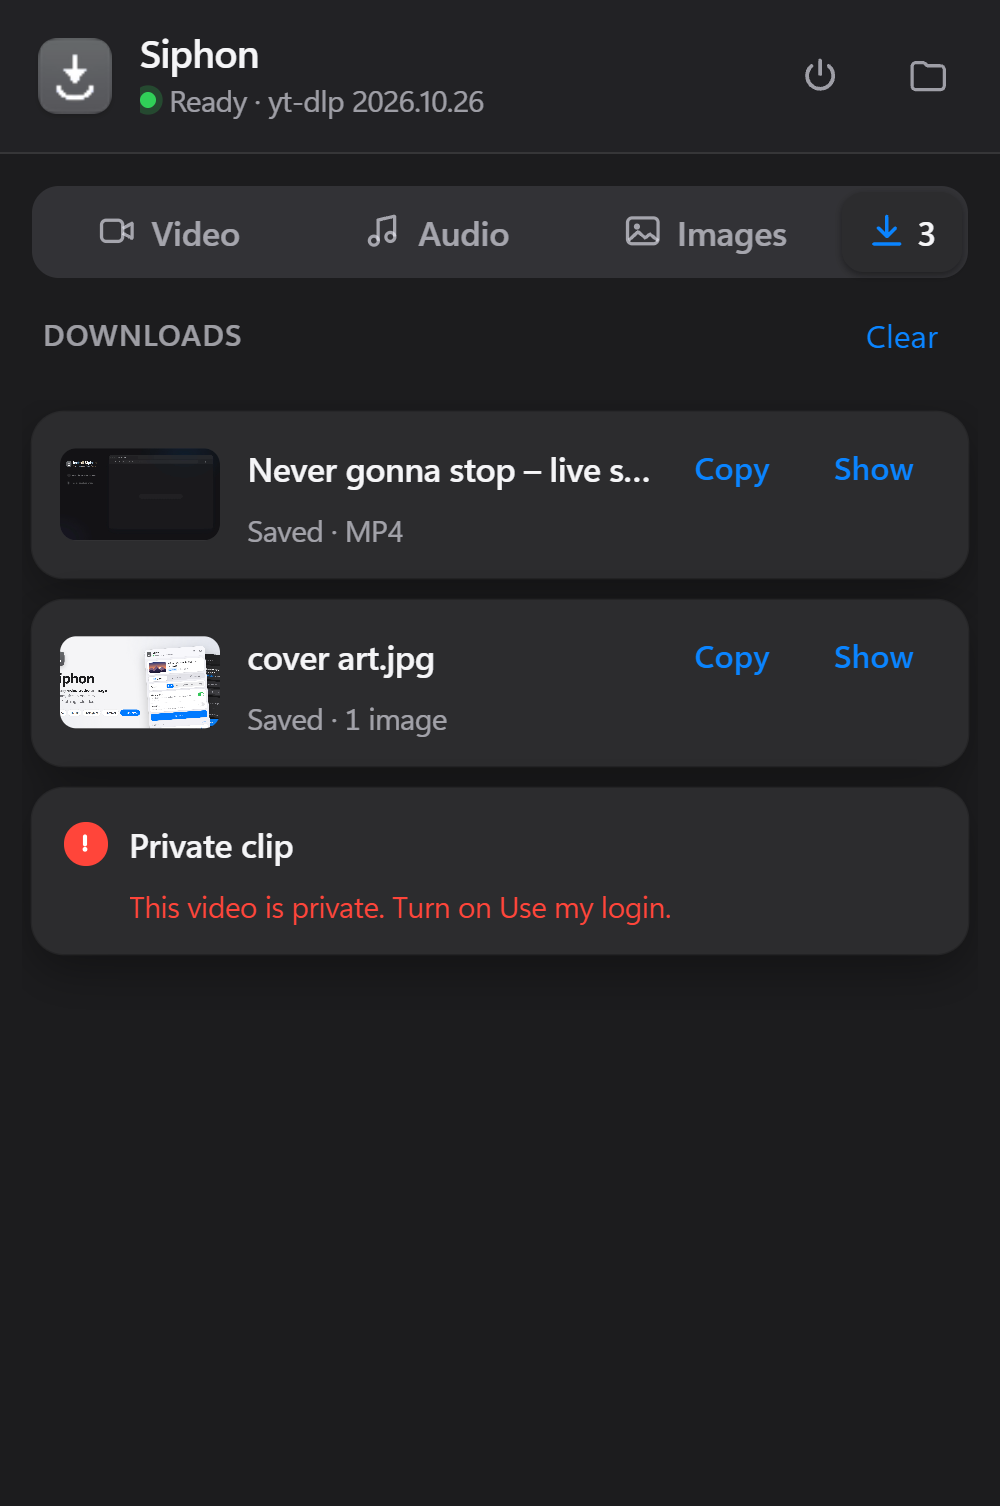 Siphon
Ready · yt-dlp 2026.10.26
Video
Audio
Images
3
DOWNLOADS
Clear
Never gonna stop – live s...
Copy
Show
Saved · MP4
cover art.jpg
Copy
Show
Saved · 1 image
iphon
Private clip
This video is private. Turn on Use my login.